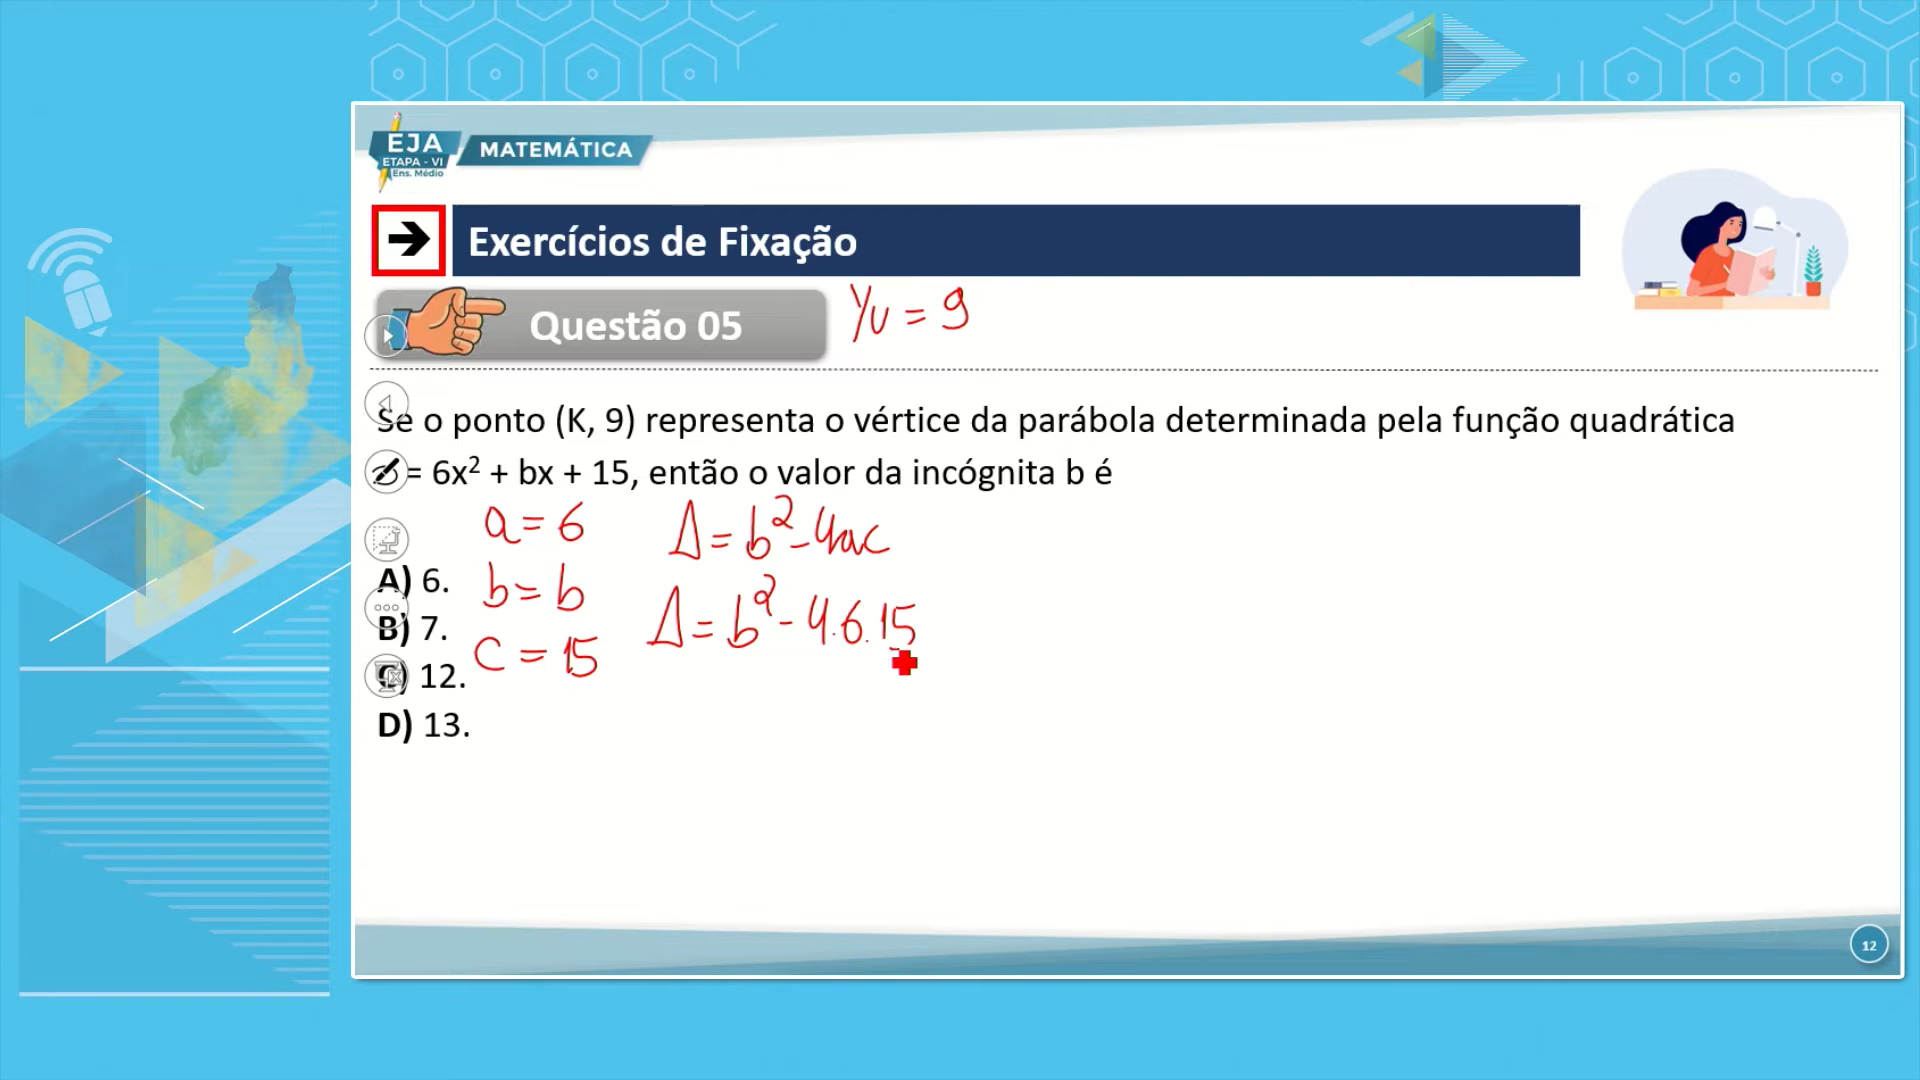 EJA
ETAPA - VI
Ens. Médio
MATEMÁTICA
Exercícios de Fixação
Questão 05
Yv = 9
Se o ponto (K, 9) representa o vértice da parábola determinada pela função quadrática
= 6x² + bx + 15, então o valor da incógnita b é
a = 6
Δ = b² - 4ac
A) 6.
b = b
Δ = b² - 4.6.15
B) 7.
c = 15
C) 12.
D) 13.
12